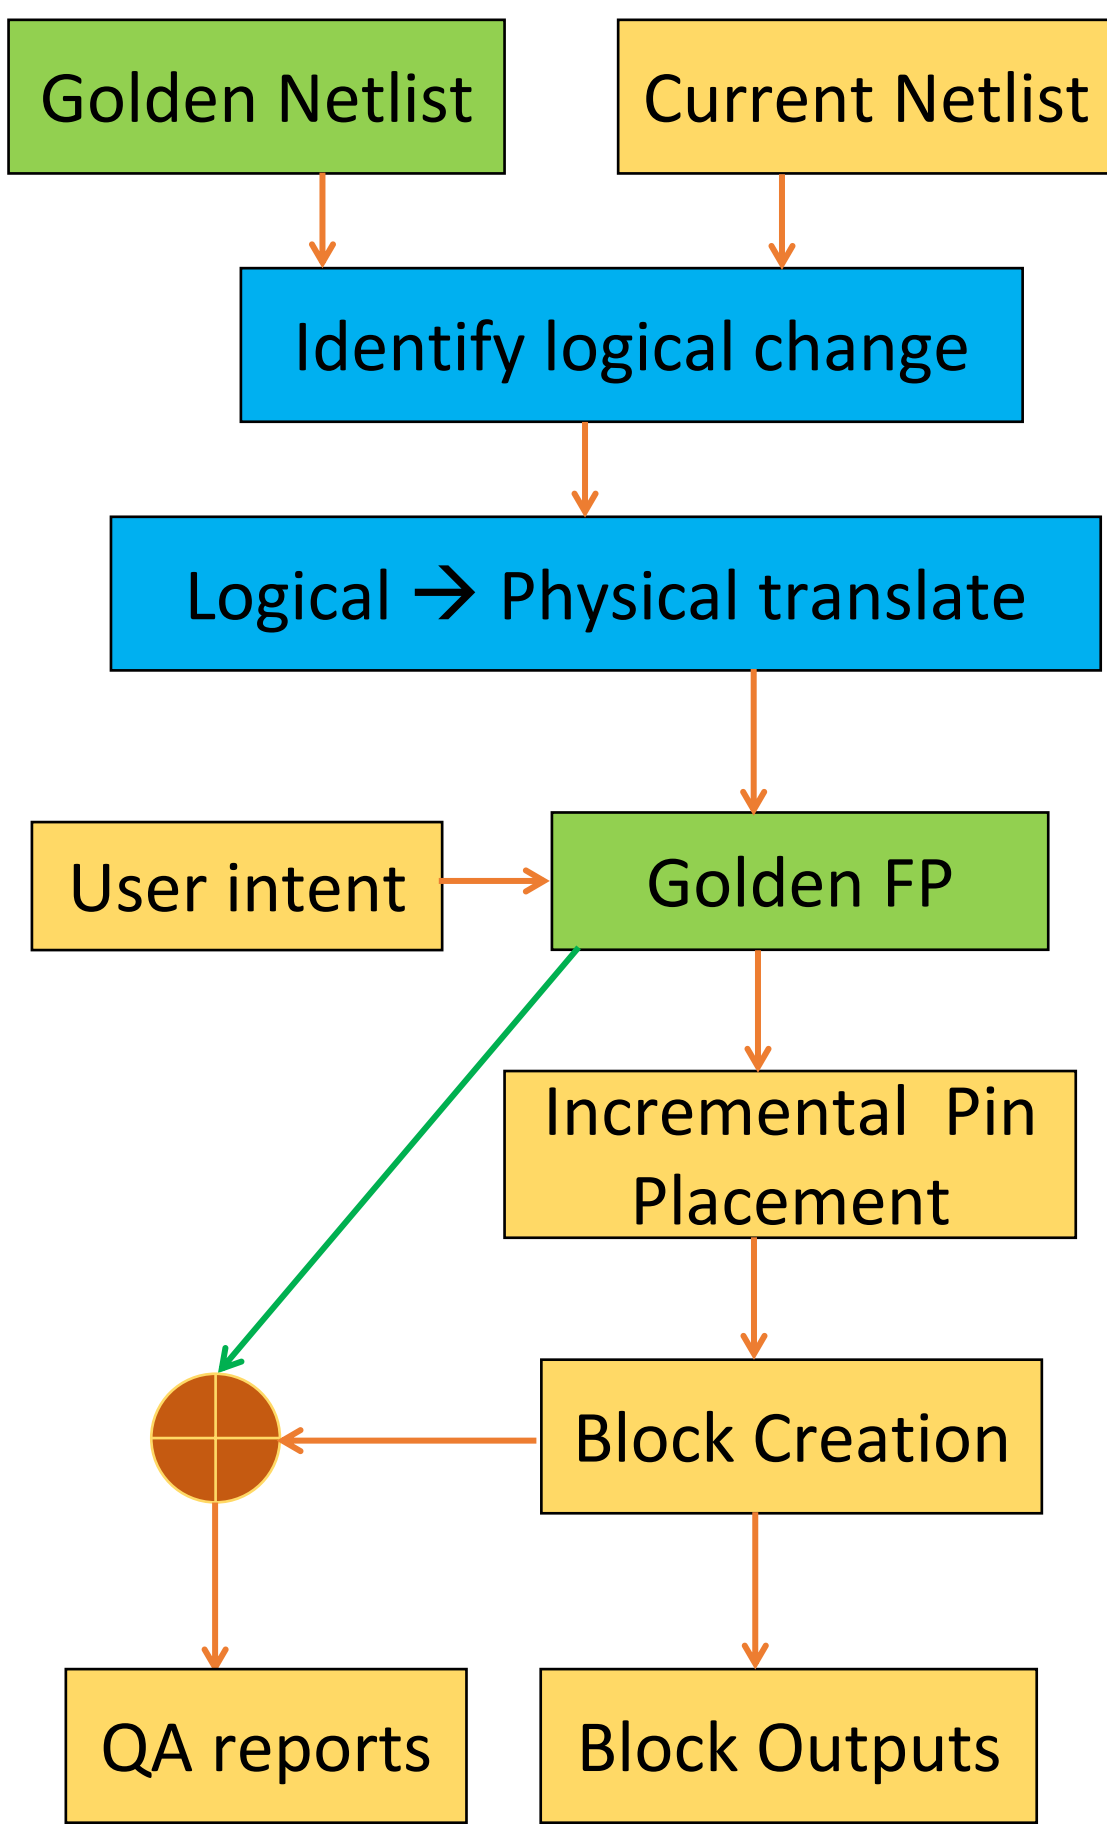 Golden Netlist
Current Netlist
Identify logical change
Logical → Physical translate
User intent
Golden FP
Incremental  Pin
Placement
Block Creation
QA reports
Block Outputs